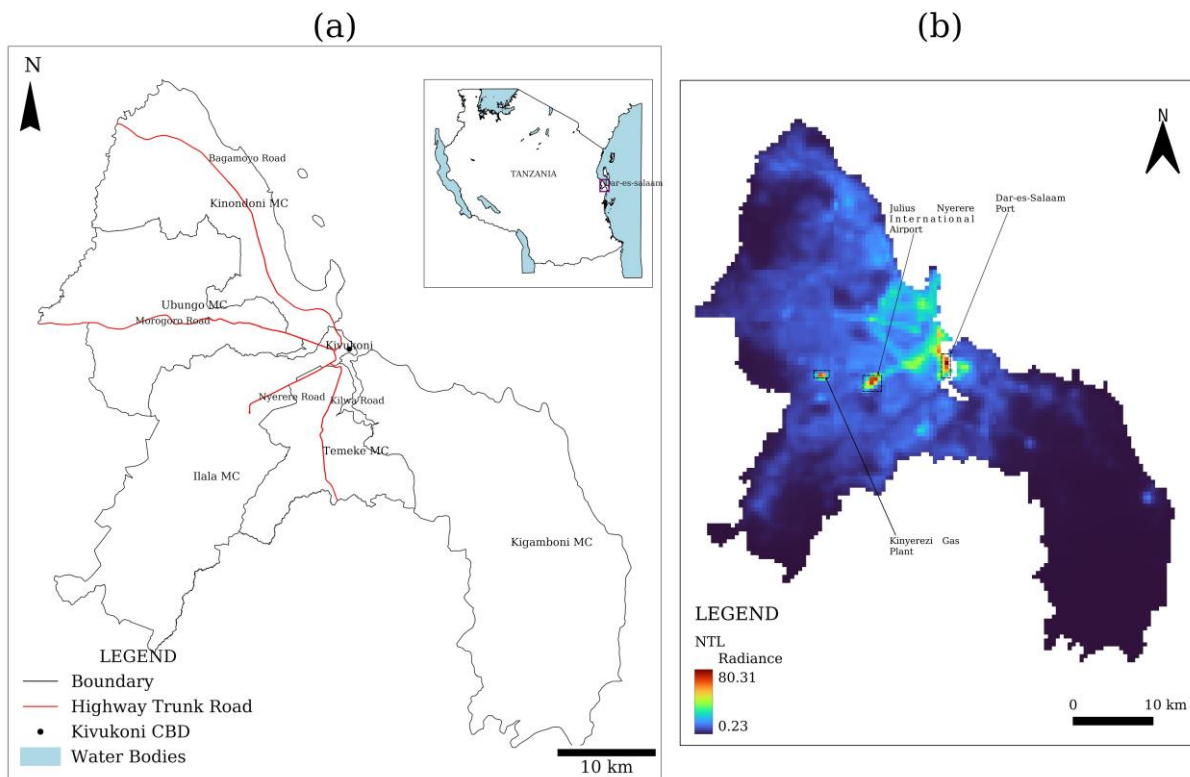 (a)
N
Bagamoyo Road
Kinondoni MC
Ubungo MC
Morogoro Road
Kivukoni
Nyerere Road
Kilwa Road
Temeke MC
Ilala MC
Kigamboni MC
TANZANIA
Dar-es-salaam
LEGEND
Boundary
Highway Trunk Road
Kivukoni CBD
Water Bodies
10 km
(b)
N
Julius Nyerere
International
Airport
Dar-es-Salaam
Port
Kinyerezi Gas
Plant
LEGEND
NTL
Radiance
80.31
0.23
0 10 km